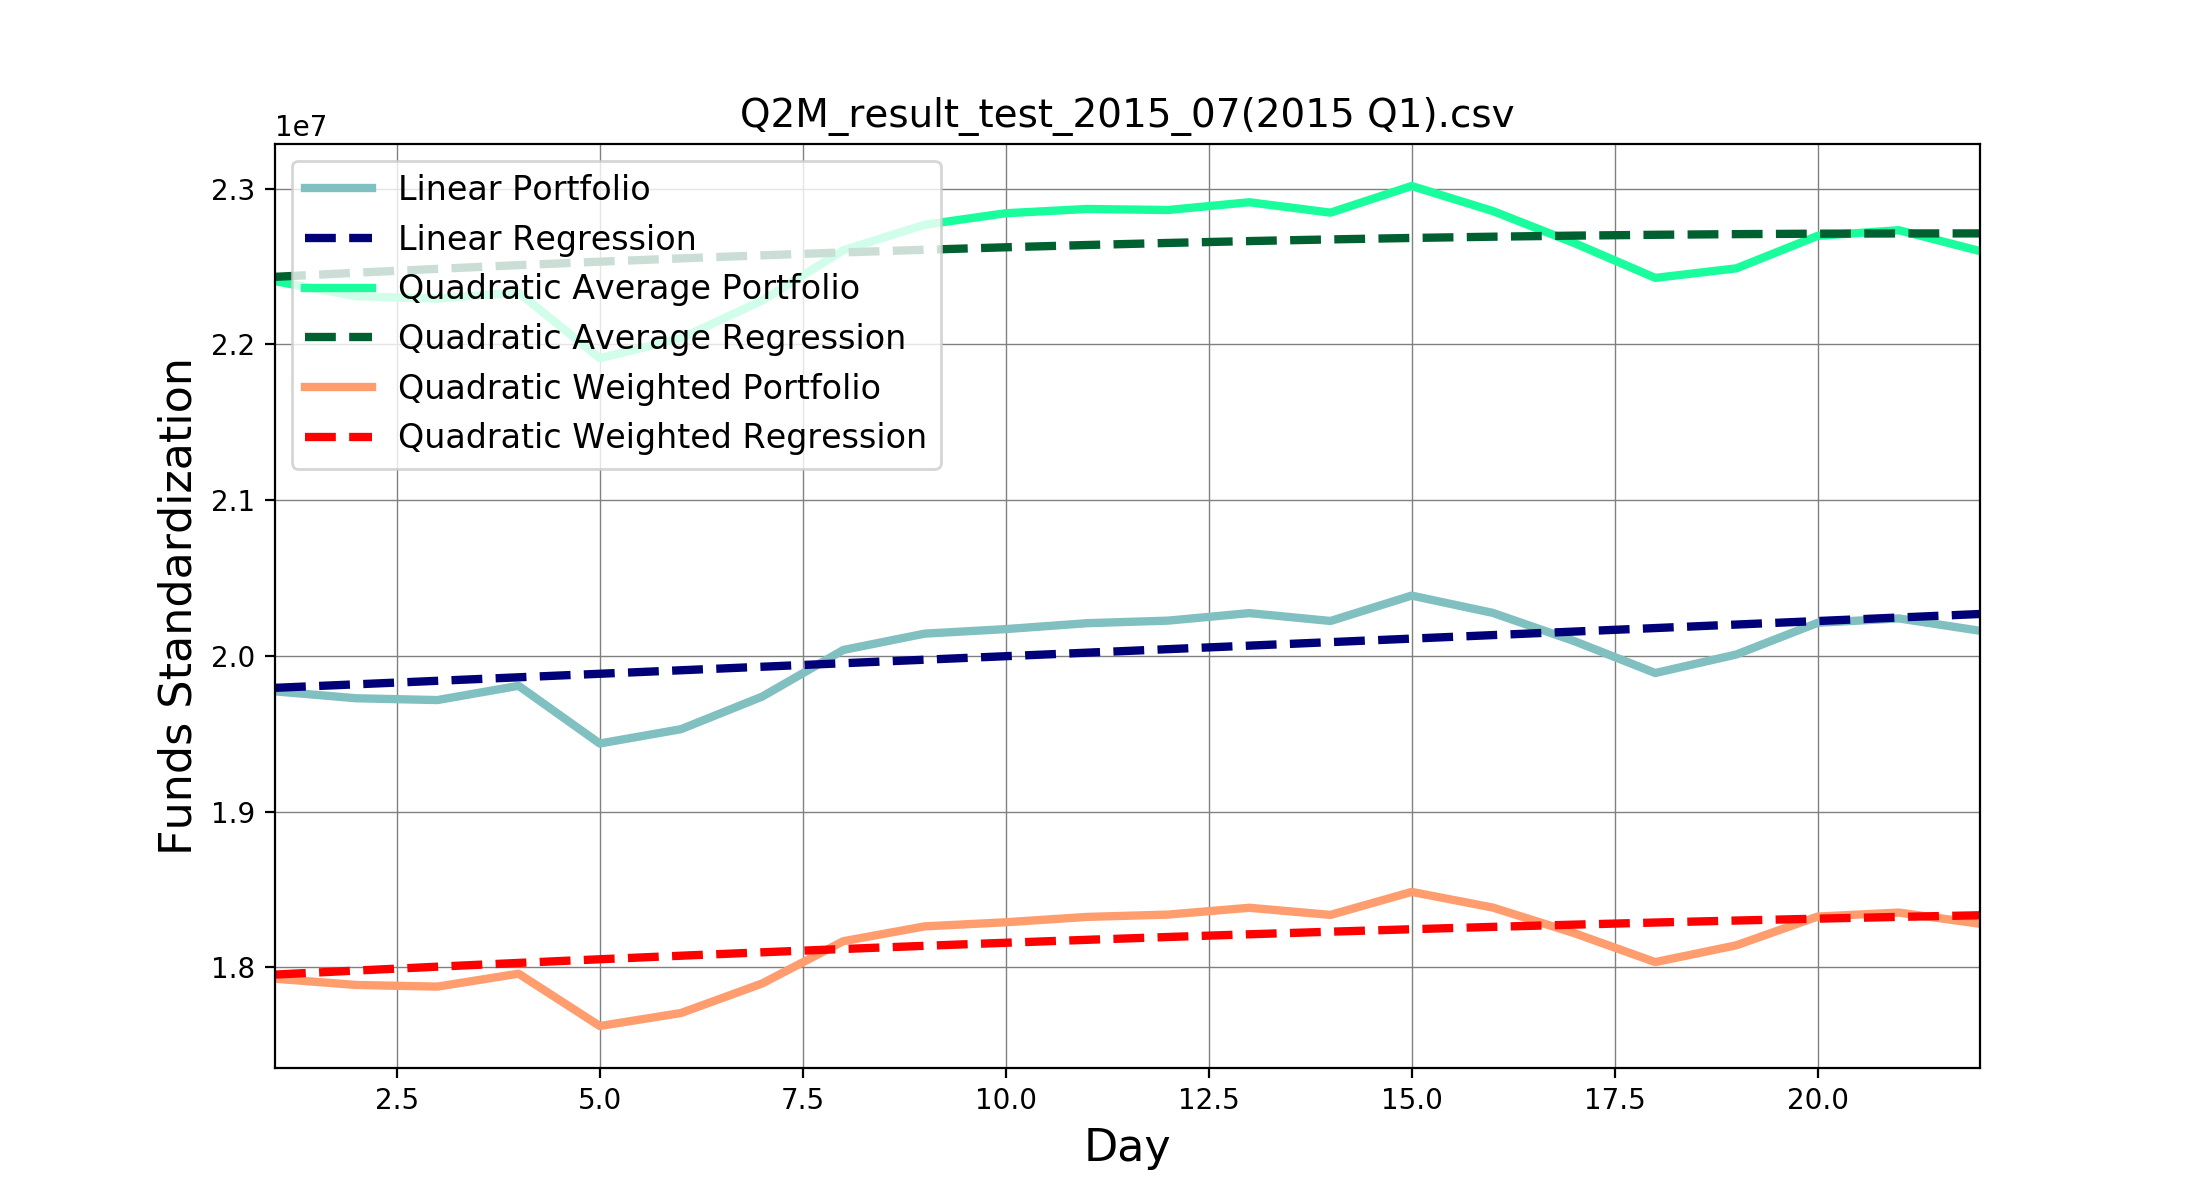 Q2M_result_test_2015_07(2015 Q1).csv
1e7
2.3
2.2
2.1
2.0
1.9
1.8
Funds Standardization
Linear Portfolio
Linear Regression
Quadratic Average Portfolio
Quadratic Average Regression
Quadratic Weighted Portfolio
Quadratic Weighted Regression
2.5 5.0 7.5 10.0 12.5 15.0 17.5 20.0
Day